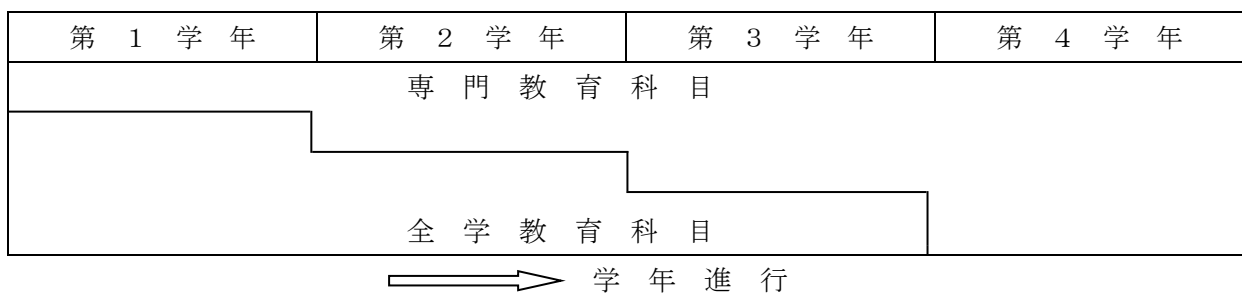 第 １ 学 年　第 ２ 学 年　第 ３ 学 年　第 ４ 学 年
専 門 教 育 科 目
全 学 教 育 科 目
学 年 進 行